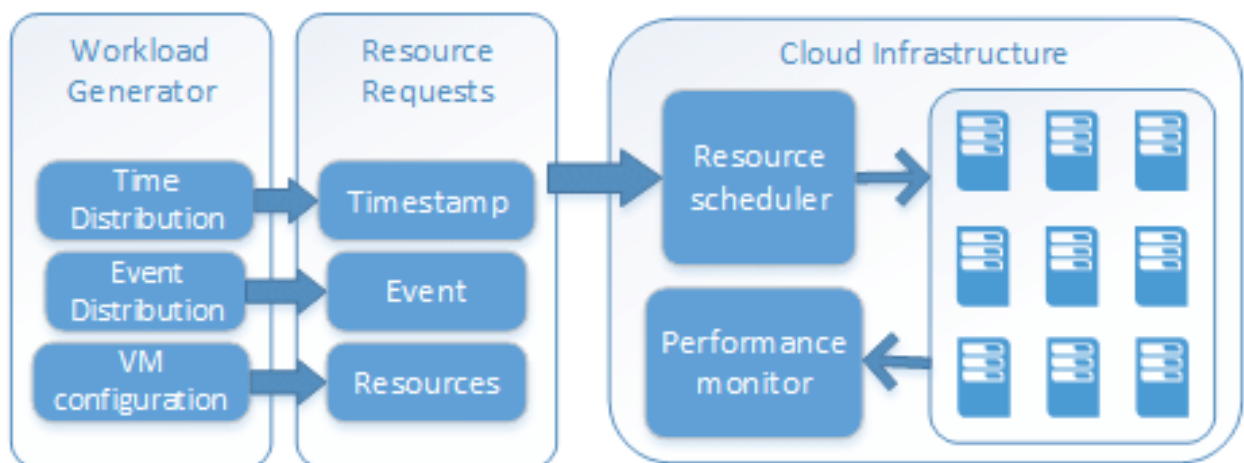 Workload
Generator
Time
Distribution
Event
Distribution
VM
configuration
Resource
Requests
Timestamp
Event
Resources
Cloud Infrastructure
Resource
scheduler
Performance
monitor